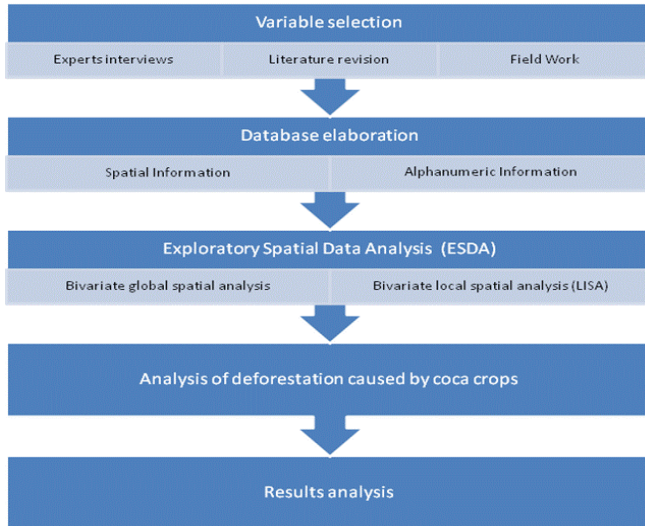 Variable selection
Experts interviews
Literature revision
Field Work
Database elaboration
Spatial Information
Alphanumeric Information
Exploratory Spatial Data Analysis (ESDA)
Bivariate global spatial analysis
Bivariate local spatial analysis (LISA)
Analysis of deforestation caused by coca crops
Results analysis